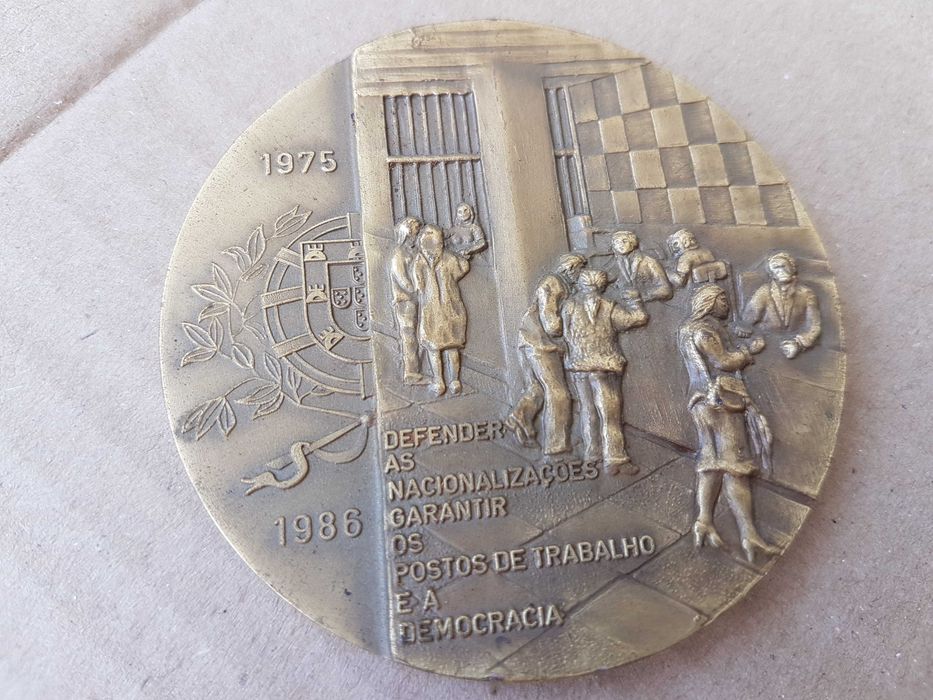 1975
1986
DEFENDER
AS
NACIONALIZAÇÕES
GARANTIR
OS
POSTOS DE TRABALHO
E A
DEMOCRACIA